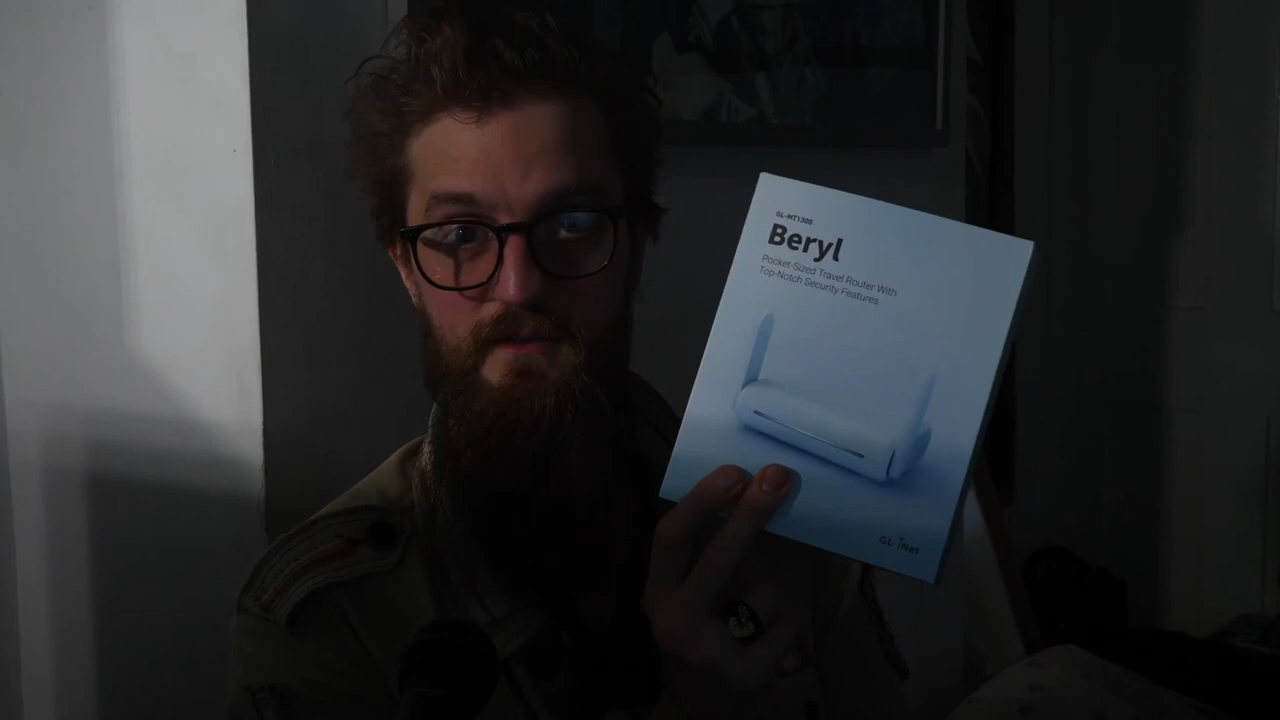 GL-MT1300
Beryl
Pocket-Sized Travel Router With
Top-Notch Security Features
GL·iNet